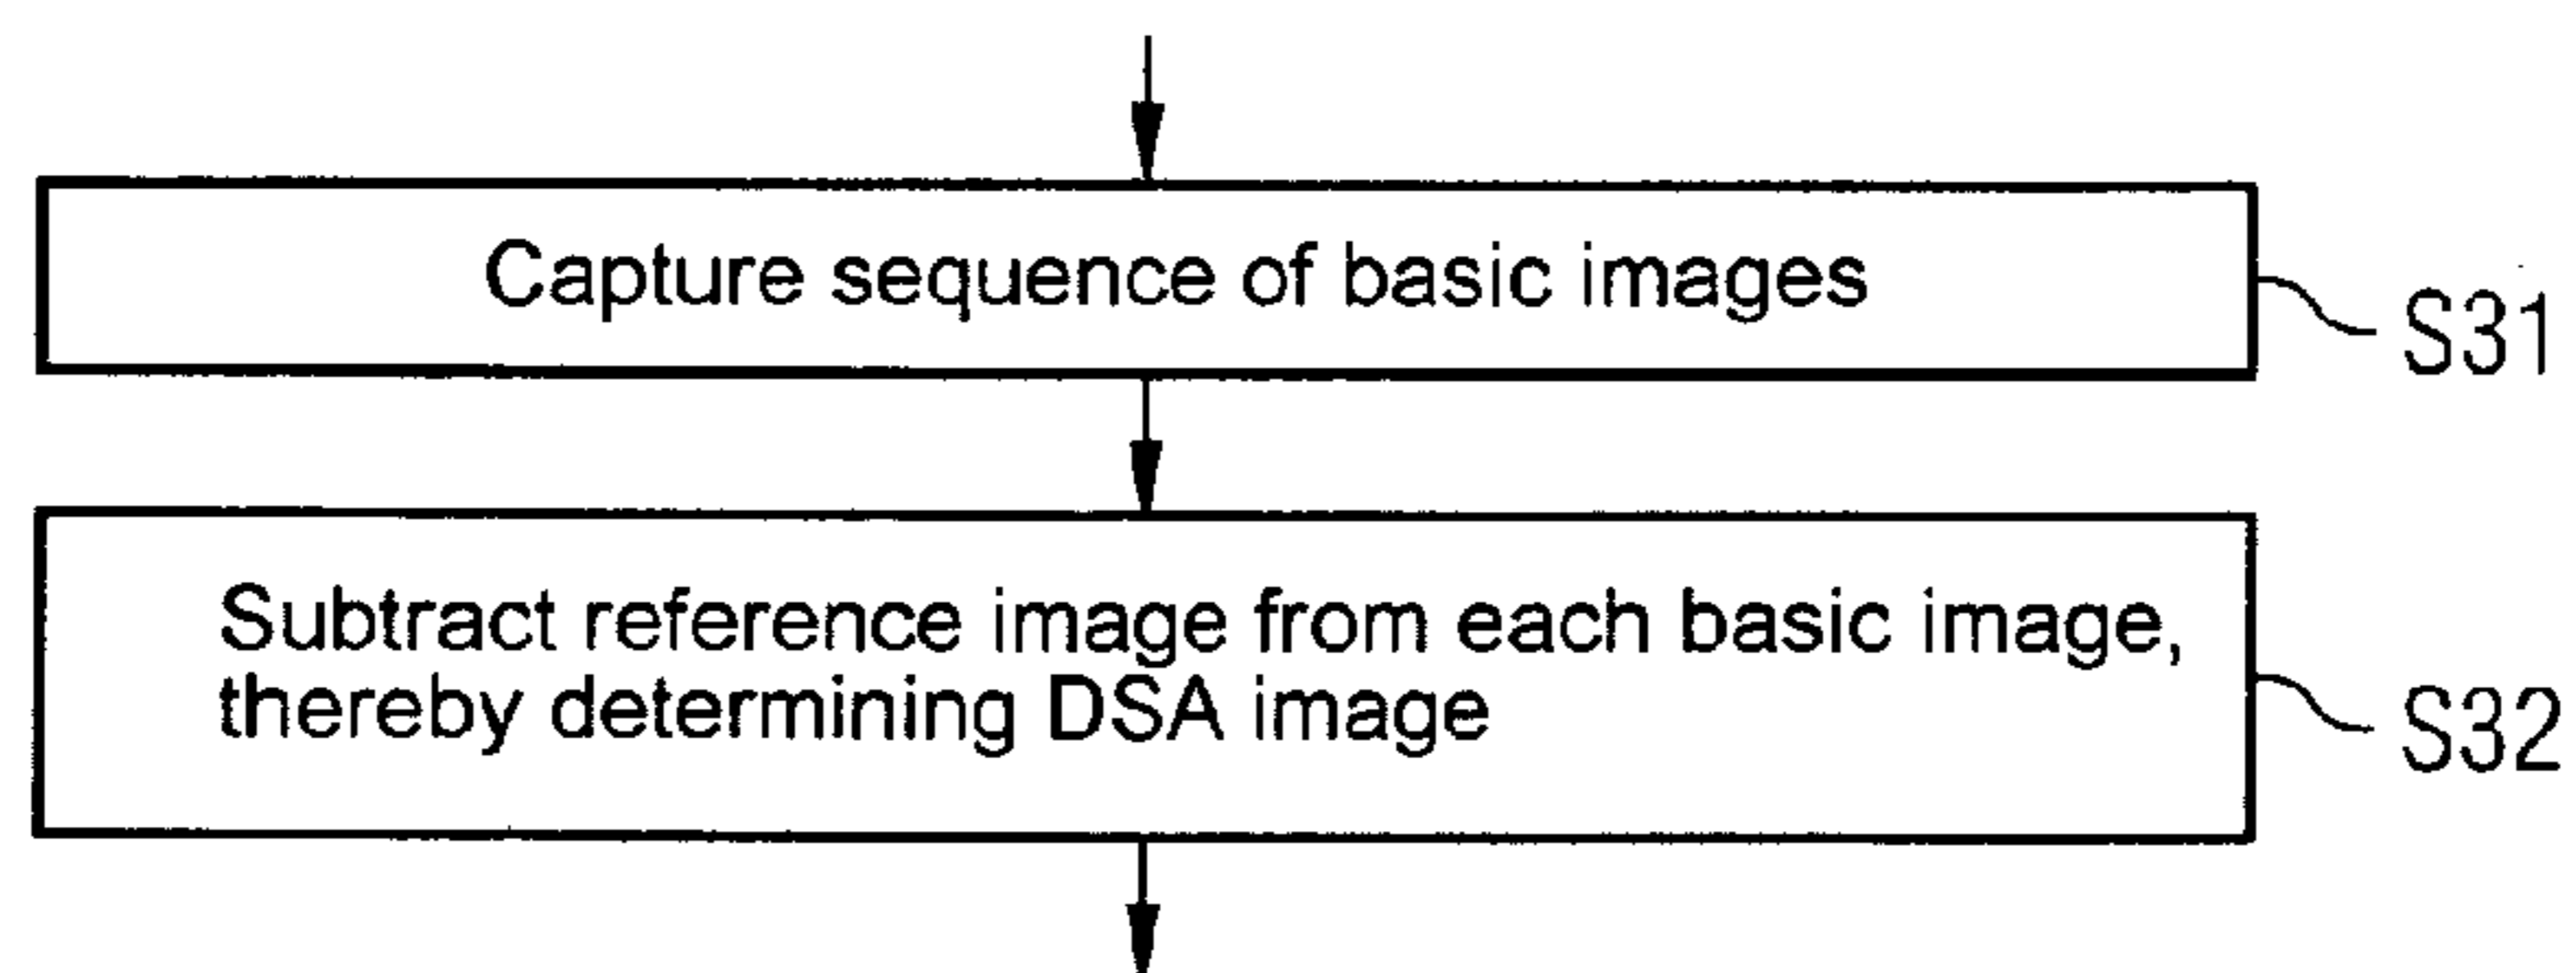 Capture sequence of basic images
S31
Subtract reference image from each basic image,
thereby determining DSA image
S32